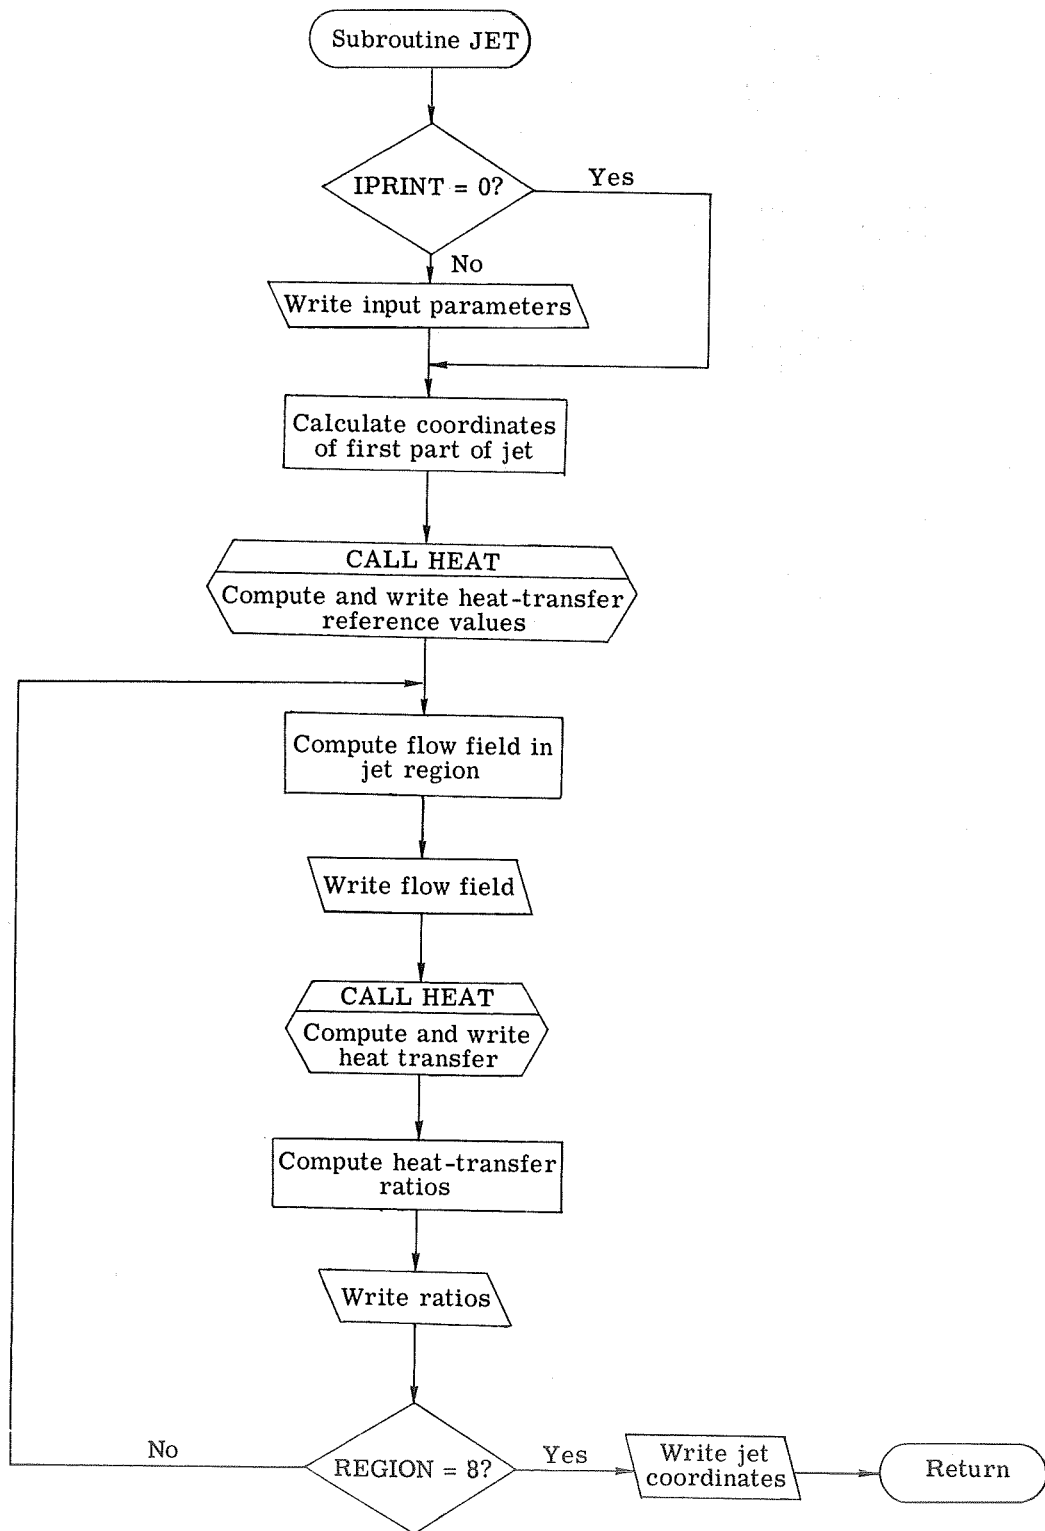 Subroutine JET
IPRINT = 0?
Yes
No
Write input parameters
Calculate coordinates
of first part of jet
CALL HEAT
Compute and write heat-transfer
reference values
Compute flow field in
jet region
Write flow field
CALL HEAT
Compute and write
heat transfer
Compute heat-transfer
ratios
Write ratios
No
REGION = 8?
Yes
Write jet
coordinates
Return